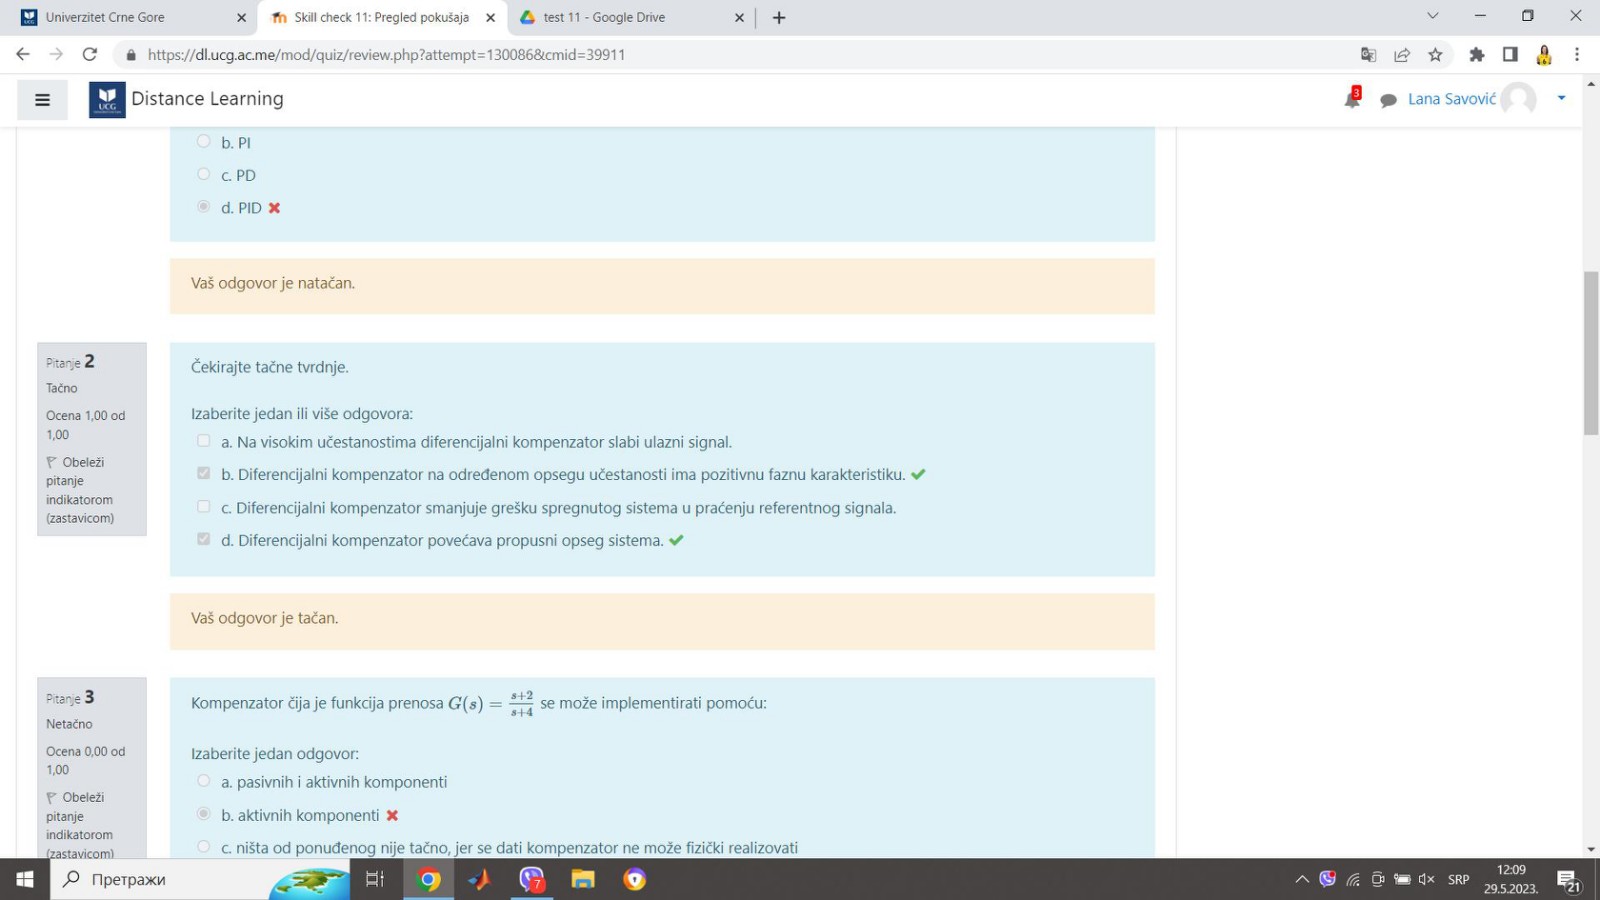 Univerzitet Crne Gore
Skill check 11: Pregled pokušaja
test 11 - Google Drive
https://dl.ucg.ac.me/mod/quiz/review.php?attempt=130086&cmid=39911
UCG
Distance Learning
3
Lana Savović
b. PI
c. PD
d. PID
Vaš odgovor je natačan.
Pitanje 2
Tačno
Ocena 1,00 od
1,00
Obeleži
pitanje
indikatorom
(zastavicom)
Čekirajte tačne tvrdnje.
Izaberite jedan ili više odgovora:
a. Na visokim učestanostima diferencijalni kompenzator slabi ulazni signal.
b. Diferencijalni kompenzator na određenom opsegu učestanosti ima pozitivnu faznu karakteristiku.
c. Diferencijalni kompenzator smanjuje grešku spregnutog sistema u praćenju referentnog signala.
d. Diferencijalni kompenzator povećava propusni opseg sistema.
Vaš odgovor je tačan.
Pitanje 3
Netačno
Ocena 0,00 od
1,00
Obeleži
pitanje
indikatorom
(zastavicom)
Kompenzator čija je funkcija prenosa G(s) = \frac{s+2}{s+4} se može implementirati pomoću:
Izaberite jedan odgovor:
a. pasivnih i aktivnih komponenti
b. aktivnih komponenti
c. ništa od ponuđenog nije tačno, jer se dati kompenzator ne može fizički realizovati
Претражи
7
SRP
12:09
29.5.2023.
21